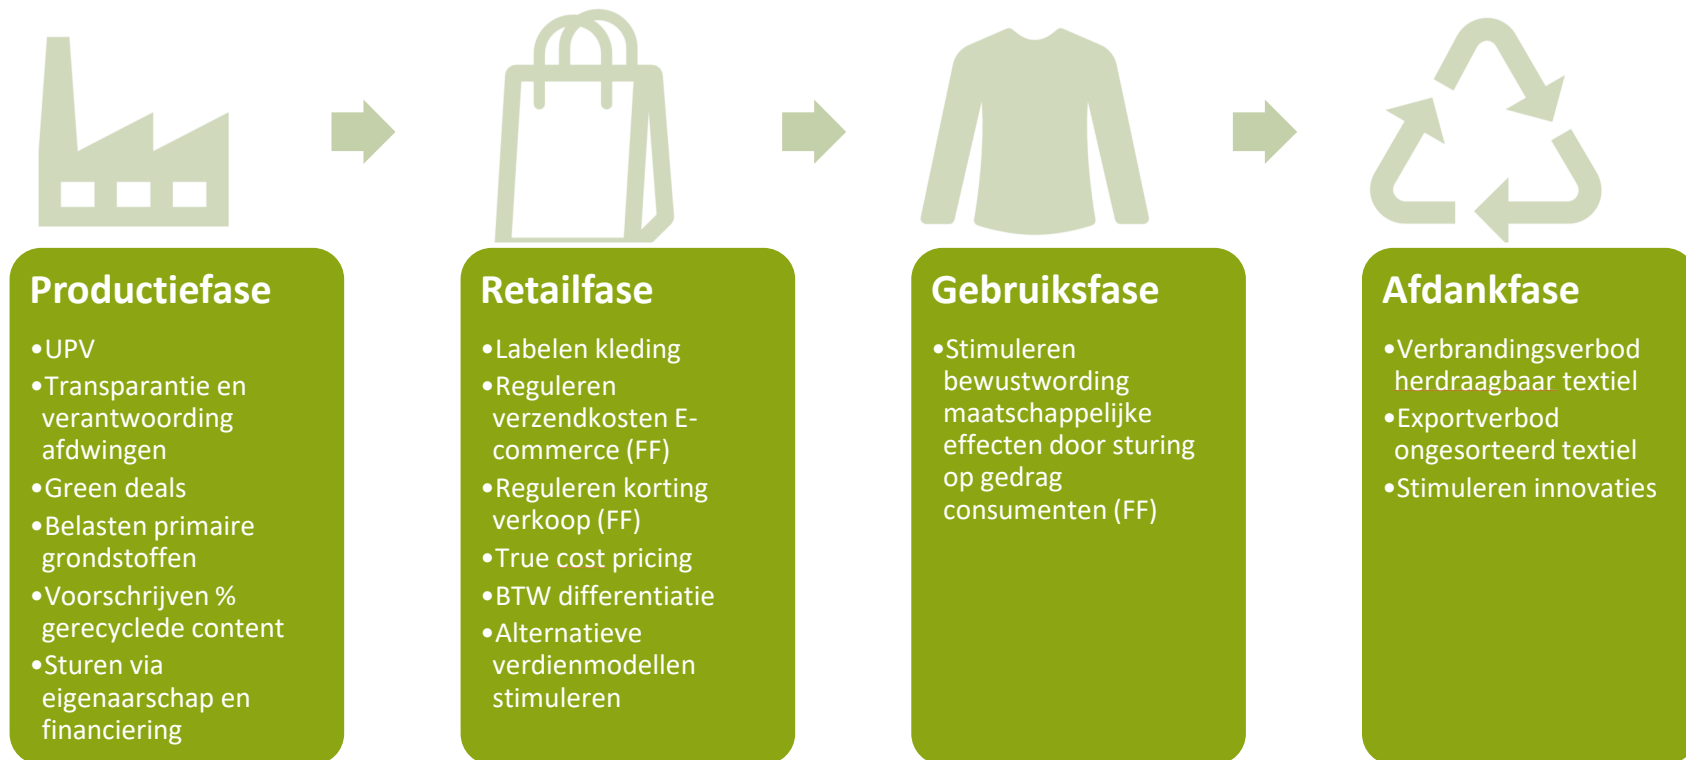 Productiefase
•UPV
•Transparantie en
verantwoording
afdwingen
•Green deals
•Belasten primaire
grondstoffen
•Voorschrijven %
gerecyclede content
•Sturen via
eigenaarschap en
financiering
Retailfase
•Labelen kleding
•Reguleren
verzendkosten E-
commerce (FF)
•Reguleren korting
verkoop (FF)
•True cost pricing
•BTW differentiatie
•Alternatieve
verdienmodellen
stimuleren
Gebruiksfase
•Stimuleren
bewustwording
maatschappelijke
effecten door sturing
op gedrag
consumenten (FF)
Afdankfase
•Verbrandingsverbod
herdraagbaar textiel
•Exportverbod
ongesorteerd textiel
•Stimuleren innovaties